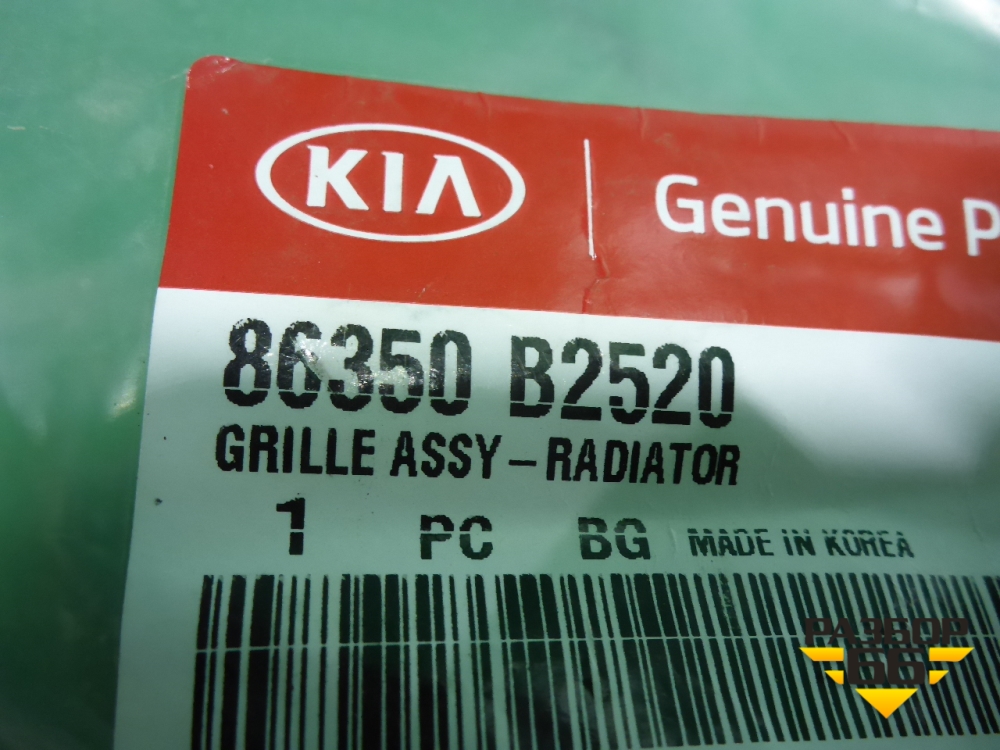 KIA
Genuine P
86350 B2520
GRILLE ASSY – RADIATOR
1 PC BG MADE IN KOREA
РАЗБОР
66